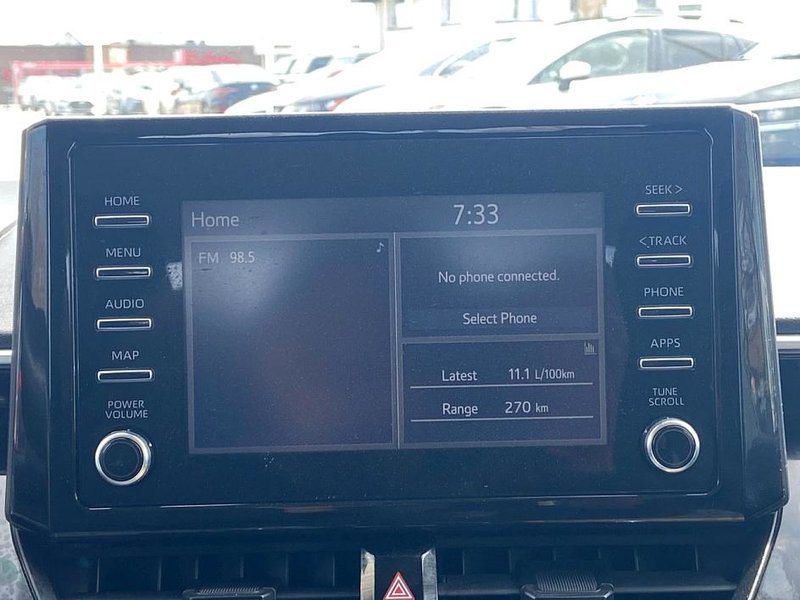 HOME
MENU
AUDIO
MAP
POWER
VOLUME
Home
7:33
FM 98.5
No phone connected.
Select Phone
Latest 11.1 L/100km
Range 270 km
SEEK >
< TRACK
PHONE
APPS
TUNE
SCROLL